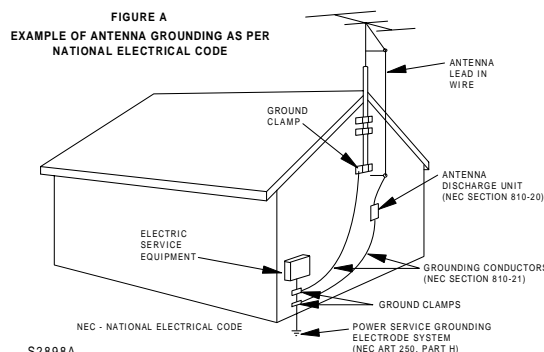 FIGURE A
EXAMPLE OF ANTENNA GROUNDING AS PER
NATIONAL ELECTRICAL CODE
ANTENNA
LEAD IN
WIRE
GROUND
CLAMP
ANTENNA
DISCHARGE UNIT
(NEC SECTION 810-20)
ELECTRIC
SERVICE
EQUIPMENT
GROUNDING CONDUCTORS
(NEC SECTION 810-21)
GROUND CLAMPS
NEC - NATIONAL ELECTRICAL CODE
POWER SERVICE GROUNDING
ELECTRODE SYSTEM
(NEC ART 250, PART H)
S2898A